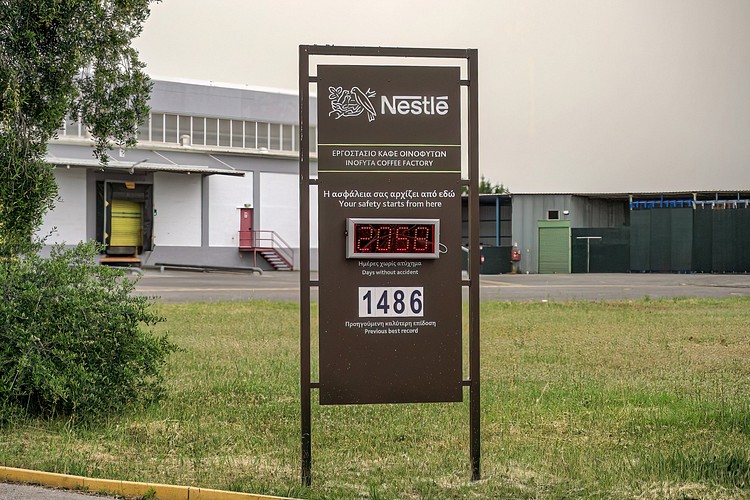 Nestlé
ΕΡΓΟΣΤΑΣΙΟ ΚΑΦΕ ΟΙΝΟΦΥΤΩΝ
INOFYTA COFFEE FACTORY
Η ασφάλεια σας αρχίζει από εδώ
Your safety starts from here
2058
Ημέρες χωρίς ατύχημα
Days without accident
1486
Προηγούμενη καλύτερη επίδοση
Previous best record